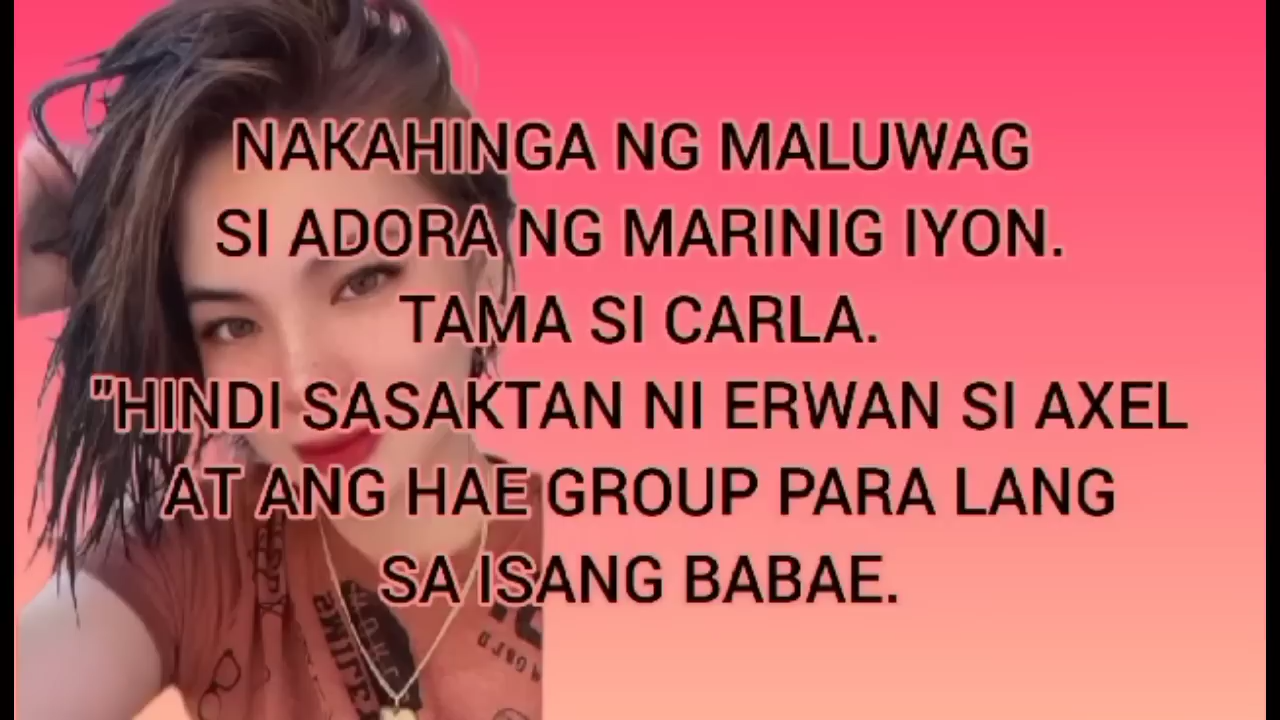 NAKAHINGA NG MALUWAG
SI ADORA NG MARINIG IYON.
TAMA SI CARLA.
"HINDI SASAKTAN NI ERWAN SI AXEL
AT ANG HAE GROUP PARA LANG
SA ISANG BABAE.